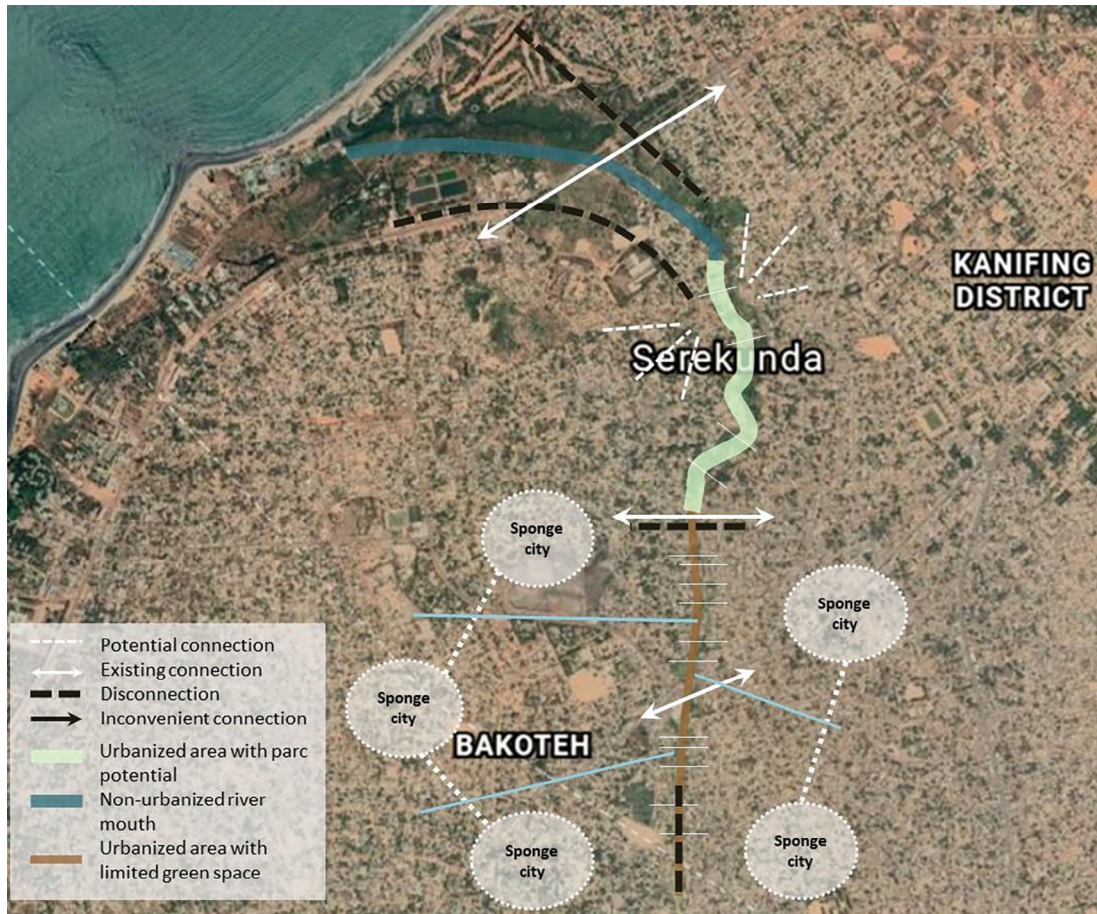 KANIFING
DISTRICT
Serekunda
Sponge
city
Sponge
city
Sponge
city
BAKOTEH
Sponge
city
Sponge
city
Potential connection
Existing connection
Disconnection
Inconvenient connection
Urbanized area with parc
potential
Non-urbanized river
mouth
Urbanized area with
limited green space